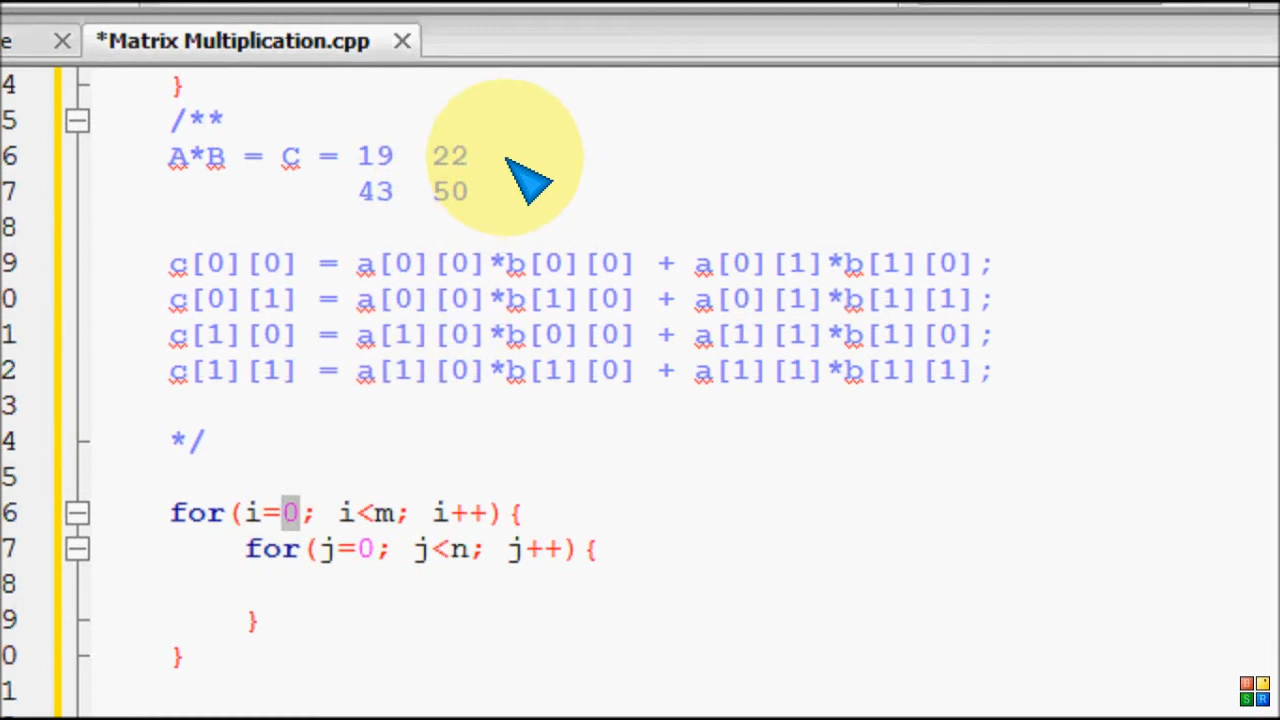 e *Matrix Multiplication.cpp
4 }
5 /**
6 A*B = C = 19 22
7 43 50
8
9 c[0][0] = a[0][0]*b[0][0] + a[0][1]*b[1][0];
0 c[0][1] = a[0][0]*b[1][0] + a[0][1]*b[1][1];
1 c[1][0] = a[1][0]*b[0][0] + a[1][1]*b[1][0];
2 c[1][1] = a[1][0]*b[1][0] + a[1][1]*b[1][1];
3
4 */
5
6 for(i=0; i<m; i++){
7 for(j=0; j<n; j++){
8
9 }
0 }
1
S R